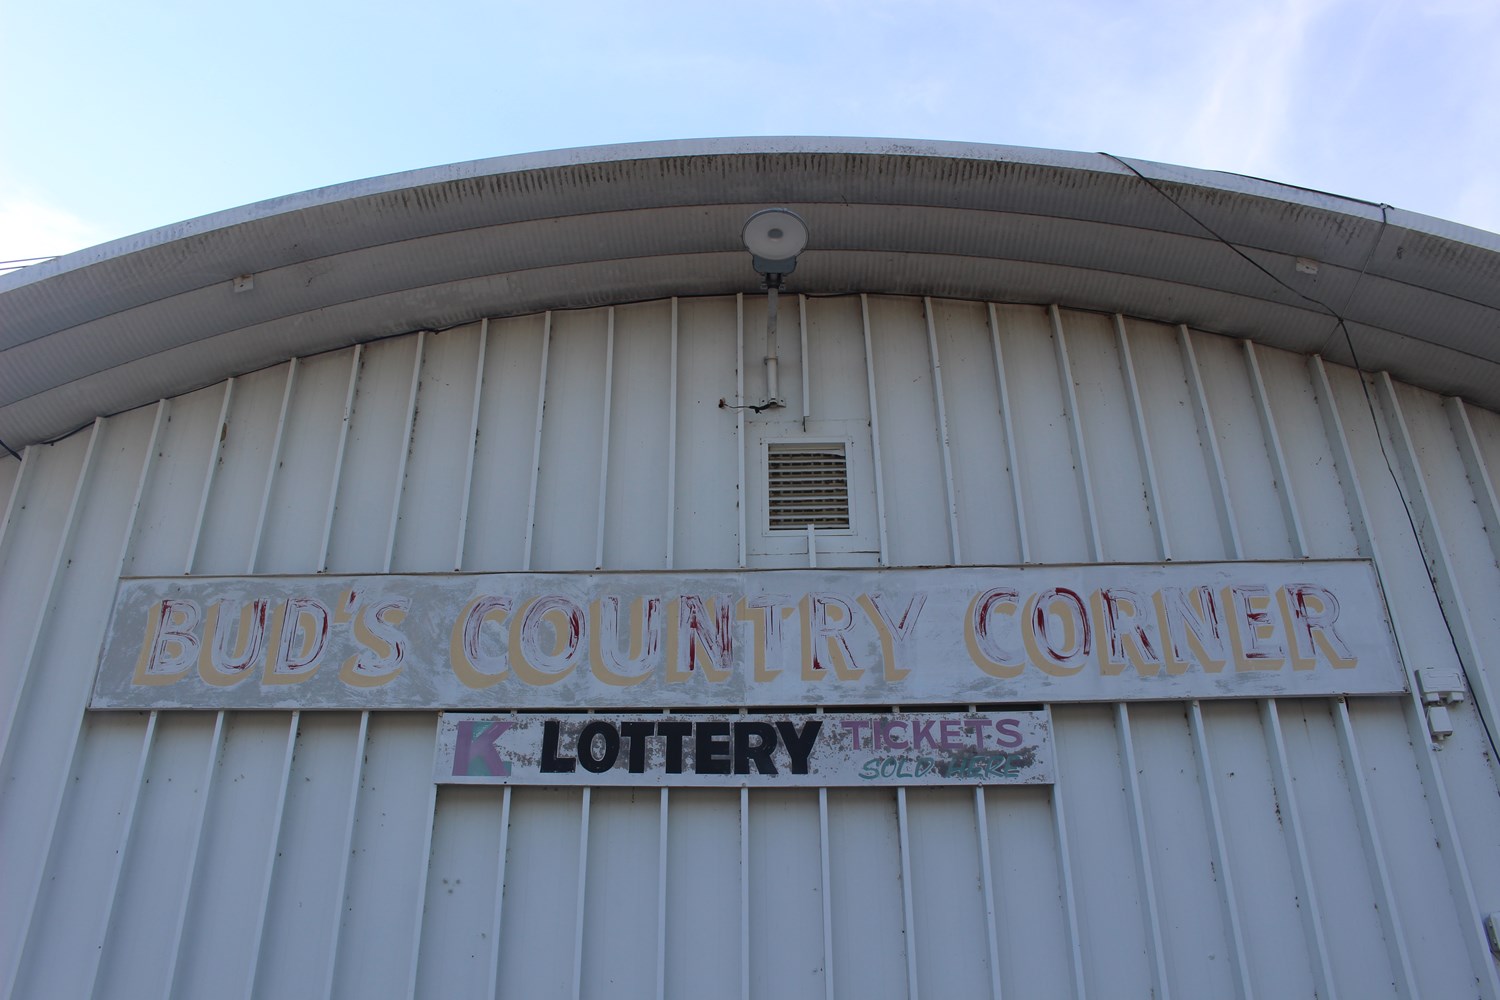 BUD'S COUNTRY CORNER
K LOTTERY TICKETS
SOLD HERE